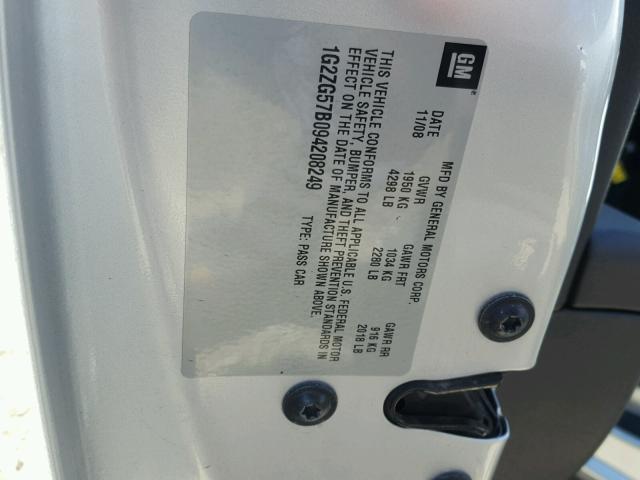 GM
MFD BY GENERAL MOTORS CORP.
DATE GVWR GAWR FRT GAWR RR
11/08 1950 KG 1034 KG 916 KG
4298 LB 2280 LB 2018 LB
THIS VEHICLE CONFORMS TO ALL APPLICABLE U.S. FEDERAL MOTOR
VEHICLE SAFETY, BUMPER, AND THEFT PREVENTION STANDARDS IN
EFFECT ON THE DATE OF MANUFACTURE SHOWN ABOVE.
1G2ZG57B094208249 TYPE: PASS CAR